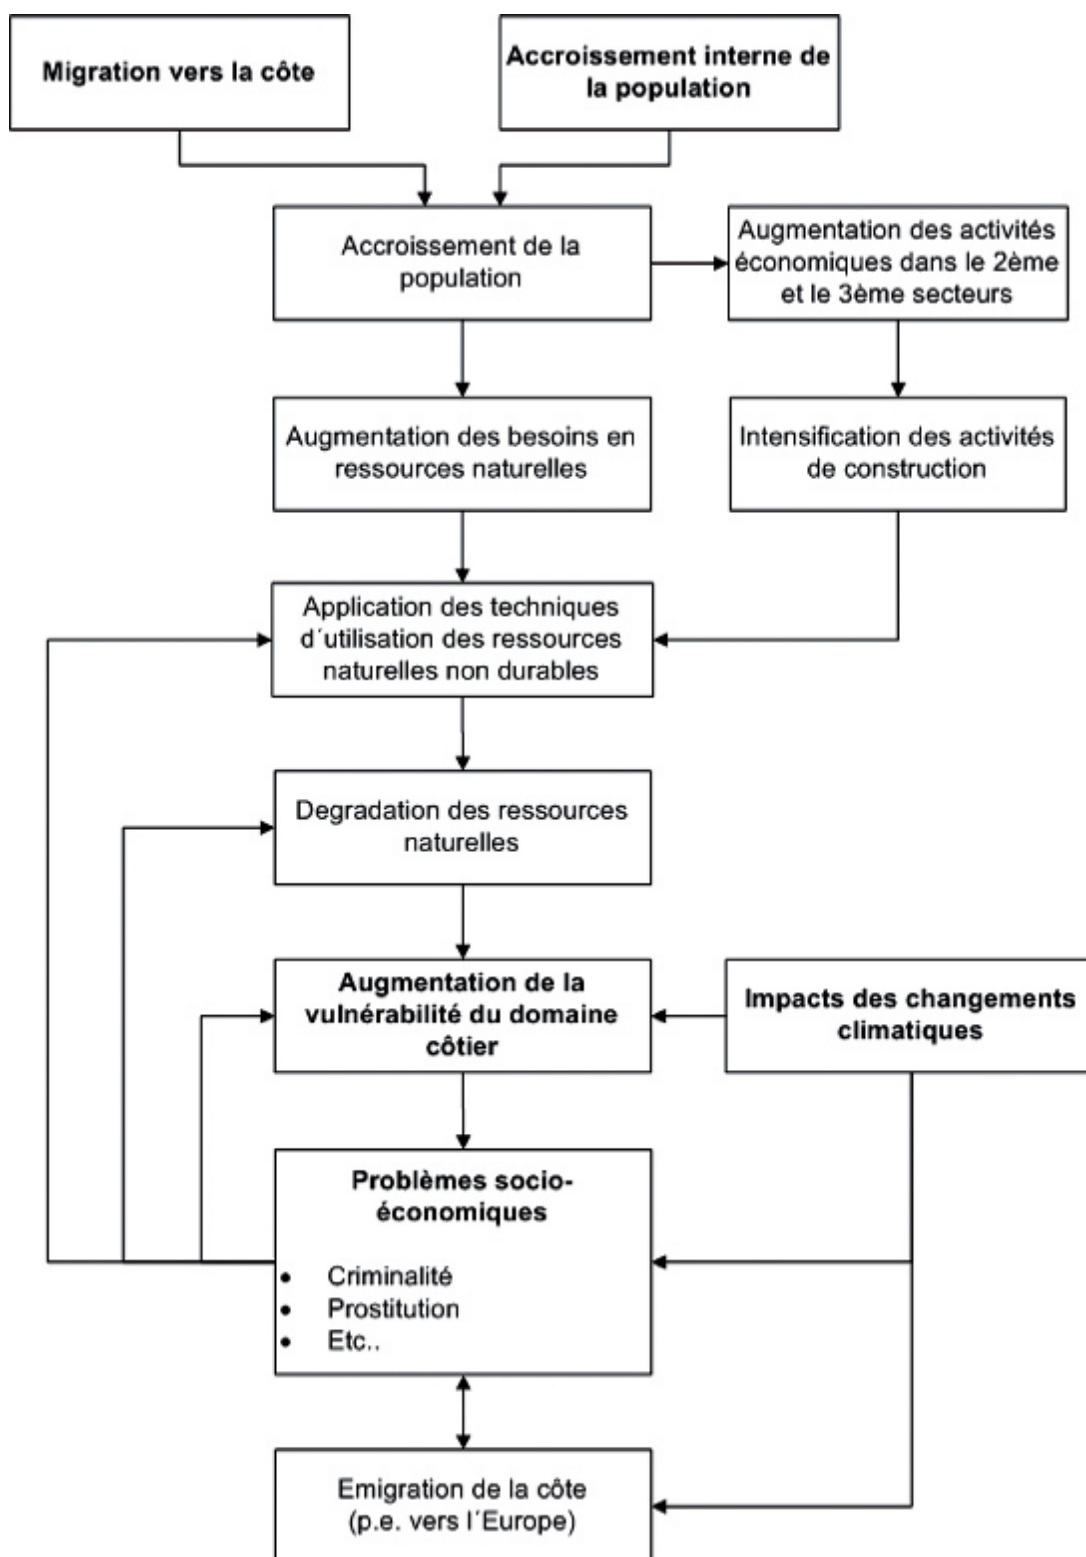 Migration vers la côte
Accroissement interne de
la population
Accroissement de la
population
Augmentation des activités
économiques dans le 2ème
et le 3ème secteurs
Augmentation des besoins en
ressources naturelles
Intensification des activités
de construction
Application des techniques
d´utilisation des ressources
naturelles non durables
Degradation des ressources
naturelles
Augmentation de la
vulnérabilité du domaine
côtier
Impacts des changements
climatiques
Problèmes socio-
économiques
• Criminalité
• Prostitution
• Etc..
Emigration de la côte
(p.e. vers l´Europe)